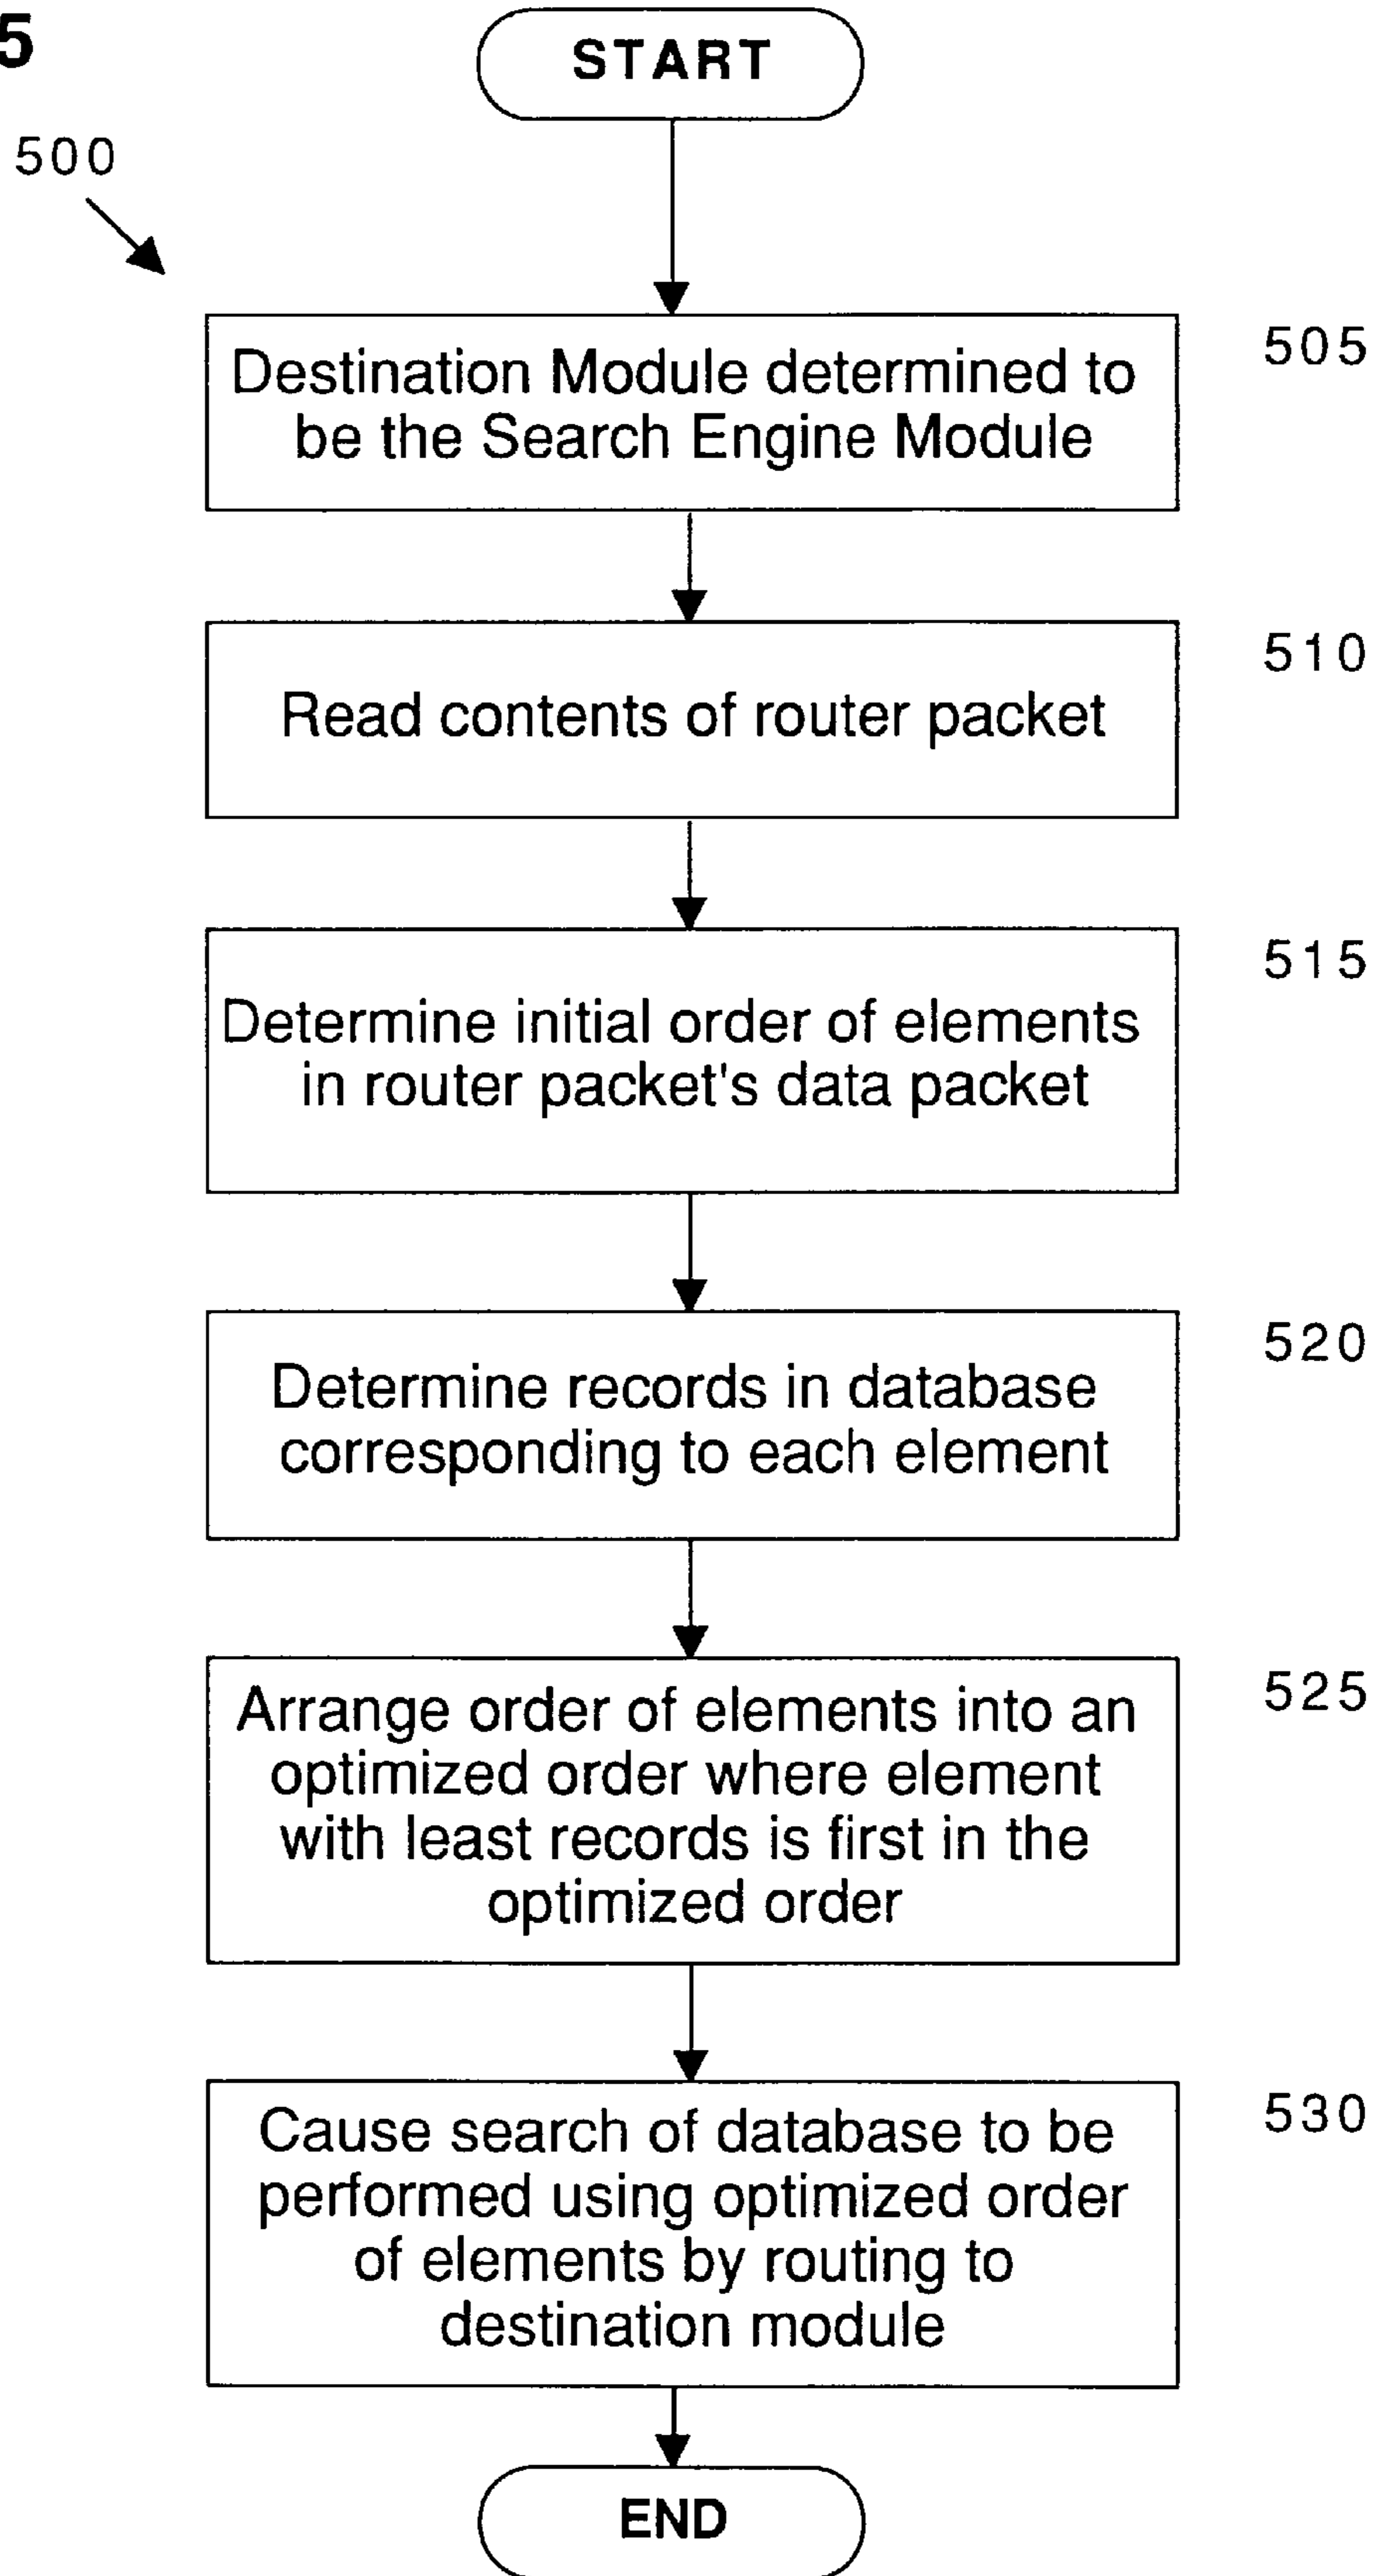 5
START
500
505
Destination Module determined to
be the Search Engine Module
510
Read contents of router packet
515
Determine initial order of elements
in router packet's data packet
520
Determine records in database
corresponding to each element
525
Arrange order of elements into an
optimized order where element
with least records is first in the
optimized order
530
Cause search of database to be
performed using optimized order
of elements by routing to
destination module
END